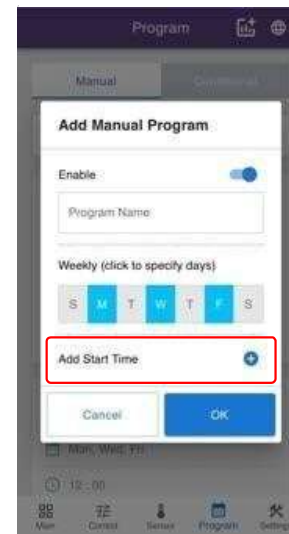 Program
Manual
Add Manual Program
Enable
Program Name
Weekly (click to specify days)
S M T W T F S
Add Start Time
Cancel OK
Mon, Wed, Fri
12:00
Main Control Sensor Program Setting